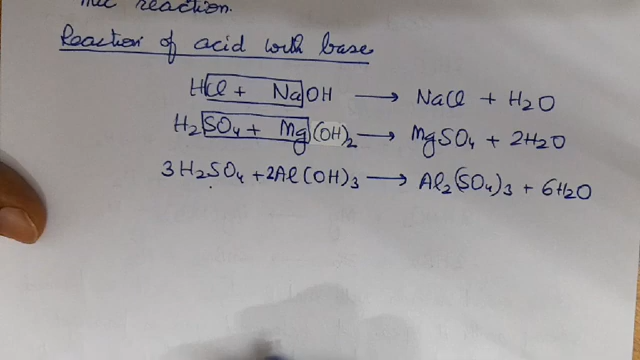 reaction.
Reaction of acid with base
HCl + NaOH → NaCl + H2O
H2SO4 + Mg(OH)2 → MgSO4 + 2H2O
3H2SO4 + 2Al(OH)3 → Al2(SO4)3 + 6H2O